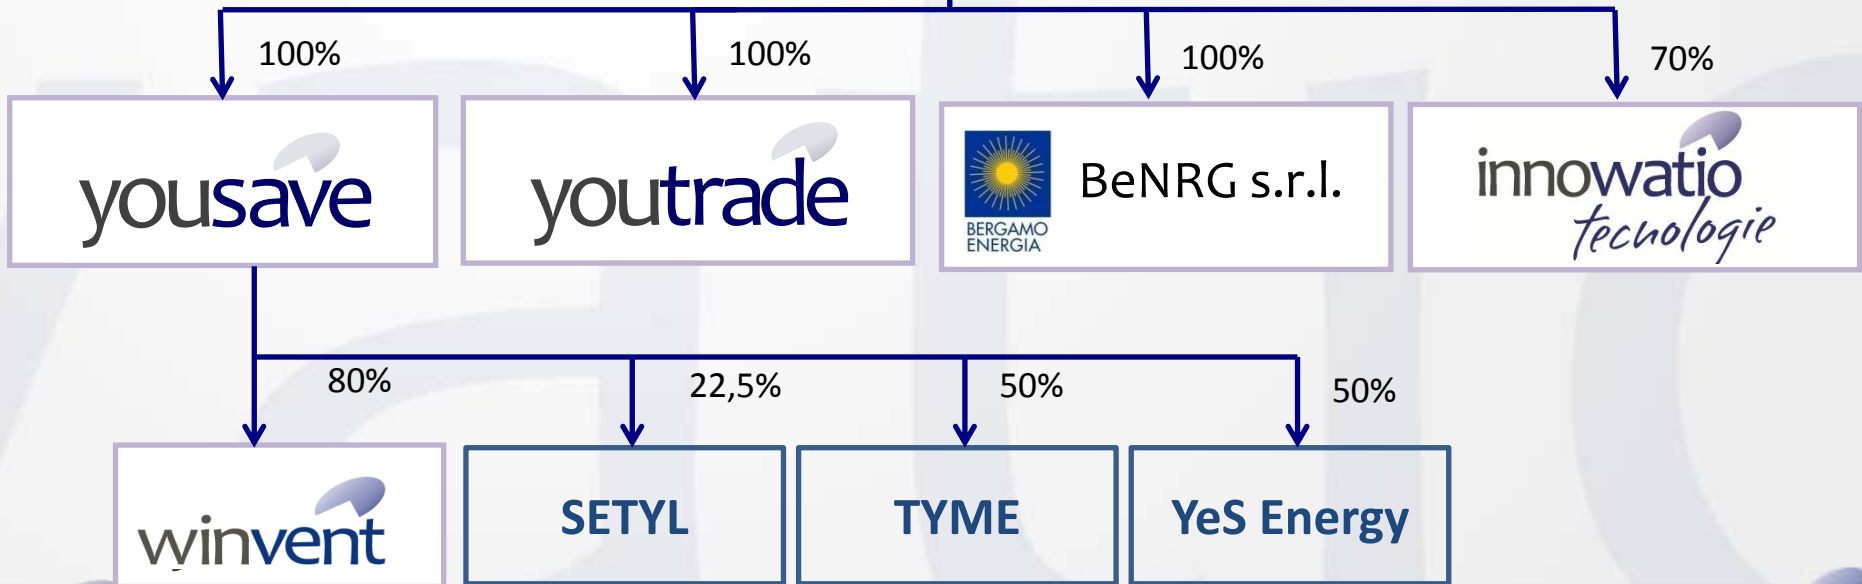 100% 100% 100% 70%
yousave
youtrade
BERGAMO
ENERGIA
BeNRG s.r.l.
innowatio
tecnologie
80% 22,5% 50% 50%
winvent
SETYL
TYME
YeS Energy